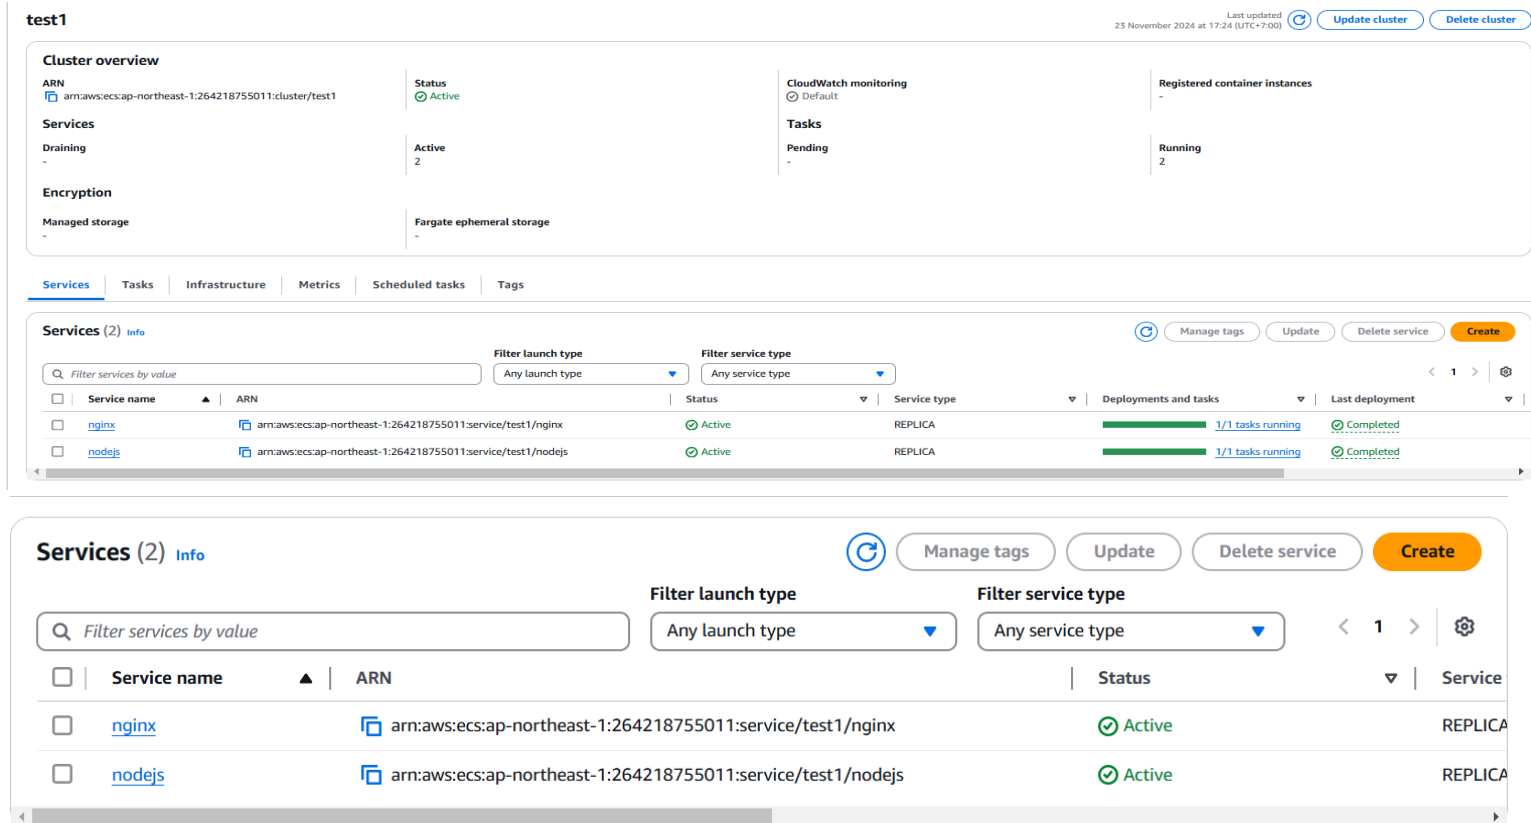 test1
Last updated
23 November 2024 at 17:24 (UTC+7:00)
Update cluster
Delete cluster
Cluster overview
ARN
arn:aws:ecs:ap-northeast-1:264218755011:cluster/test1
Status
Active
CloudWatch monitoring
Default
Registered container instances
-
Services
Tasks
Draining
-
Active
2
Pending
-
Running
2
Encryption
Managed storage
-
Fargate ephemeral storage
-
Services Tasks Infrastructure Metrics Scheduled tasks Tags
Services (2) Info
Manage tags Update Delete service Create
Filter launch type Filter service type
Filter services by value Any launch type Any service type 1
Service name ARN Status Service type Deployments and tasks Last deployment
nginx arn:aws:ecs:ap-northeast-1:264218755011:service/test1/nginx Active REPLICA 1/1 tasks running Completed
nodejs arn:aws:ecs:ap-northeast-1:264218755011:service/test1/nodejs Active REPLICA 1/1 tasks running Completed
Services (2) Info
Manage tags Update Delete service Create
Filter launch type Filter service type
Filter services by value Any launch type Any service type 1
Service name ARN Status Service
nginx arn:aws:ecs:ap-northeast-1:264218755011:service/test1/nginx Active REPLICA
nodejs arn:aws:ecs:ap-northeast-1:264218755011:service/test1/nodejs Active REPLICA